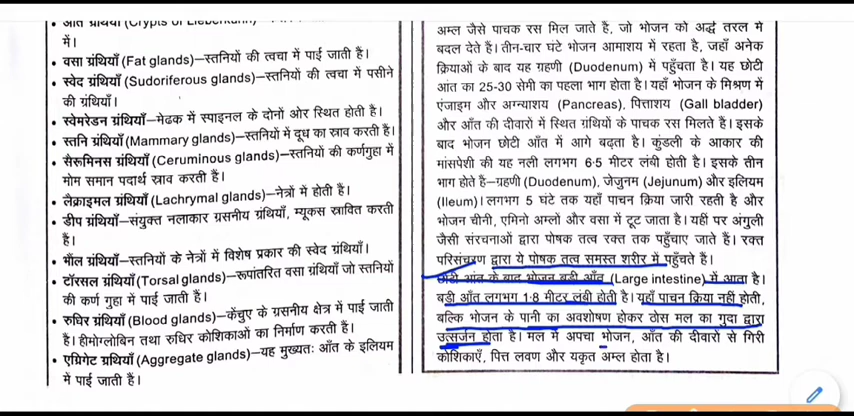 आंत ग्रंथियाँ (Crypts of Lieberkuhn)
में।
• वसा ग्रंथियाँ (Fat glands)–स्तनियों की त्वचा में पाई जाती है।
• स्वेद ग्रंथियाँ (Sudoriferous glands)–स्तनियों की त्वचा में पसीने
की ग्रंथियाँ।
• स्वेमरेडन ग्रंथियाँ–मेढक में स्पाइनल के दोनों ओर स्थित होती है।
• स्तनि ग्रंथियाँ (Mammary glands)–स्तनियों में दूध का स्राव करती है।
• सैरूमिनस ग्रंथियाँ (Ceruminous glands)–स्तनियों की कर्णगुहा में
मोम समान पदार्थ स्राव करती हैं।
• लैक्राइमल ग्रंथियाँ (Lachrymal glands)–नेत्रों में होती है।
• डीप ग्रंथियाँ–संयुक्त नलाकार ग्रसनीय ग्रंथियाँ, म्यूकस स्रावित करती
है।
• मॉल ग्रंथियाँ–स्तनियों के नेत्रों में विशेष प्रकार की स्वेद ग्रंथियाँ।
• टॉरसल ग्रंथियाँ (Torsal glands)–रूपांतरित वसा ग्रंथियाँ जो स्तनियों
की कर्ण गुहा में पाई जाती हैं।
• रुधिर ग्रंथियाँ (Blood glands)–केंचुए के ग्रसनीय क्षेत्र में पाई जाती
है। हीमोग्लोबिन तथा रुधिर कोशिकाओं का निर्माण करती हैं।
• एग्रिगेट ग्रंथियाँ (Aggregate glands)–यह मुख्यतः आँत के इलियम
में पाई जाती हैं।
अम्ल जैसे पाचक रस मिल जाते हैं, जो भोजन को अर्द्ध तरल में
बदल देते हैं। तीन-चार घंटे भोजन आमाशय में रहता है, जहाँ अनेक
क्रियाओं के बाद यह ग्रहणी (Duodenum) में पहुँचता है। यह छोटी
आंत का 25-30 सेमी का पहला भाग होता है। यहाँ भोजन के मिश्रण में
एंजाइम और अग्न्याशय (Pancreas), पित्ताशय (Gall bladder)
और आँत की दीवारों में स्थित ग्रंथियों के पाचक रस मिलते हैं। इसके
बाद भोजन छोटी आँत में आगे बढ़ता है। कुंडली के आकार की
मांसपेशी की यह नली लगभग 6·5 मीटर लंबी होती है। इसके तीन
भाग होते हैं–ग्रहणी (Duodenum), जेजुनम (Jejunum) और इलियम
(Ileum)। लगभग 5 घंटे तक यहाँ पाचन क्रिया जारी रहती है और
भोजन चीनी, एमिनो अम्लों और वसा में टूट जाता है। यहीं पर अंगुली
जैसी संरचनाओं द्वारा पोषक तत्व रक्त तक पहुँचाए जाते हैं। रक्त
परिसंचरण द्वारा ये पोषक तत्व समस्त शरीर में पहुँचते हैं।
छोटी आंत के बाद भोजन बड़ी आँत (Large intestine) में आता है।
बड़ी आँत लगभग 1·8 मीटर लंबी होती है। यहाँ पाचन क्रिया नहीं होती,
बल्कि भोजन के पानी का अवशोषण होकर ठोस मल का गुदा द्वारा
उत्सर्जन होता है। मल में अपचा भोजन, आँत की दीवारों से गिरी
कोशिकाएँ, पित्त लवण और यकृत अम्ल होता है।